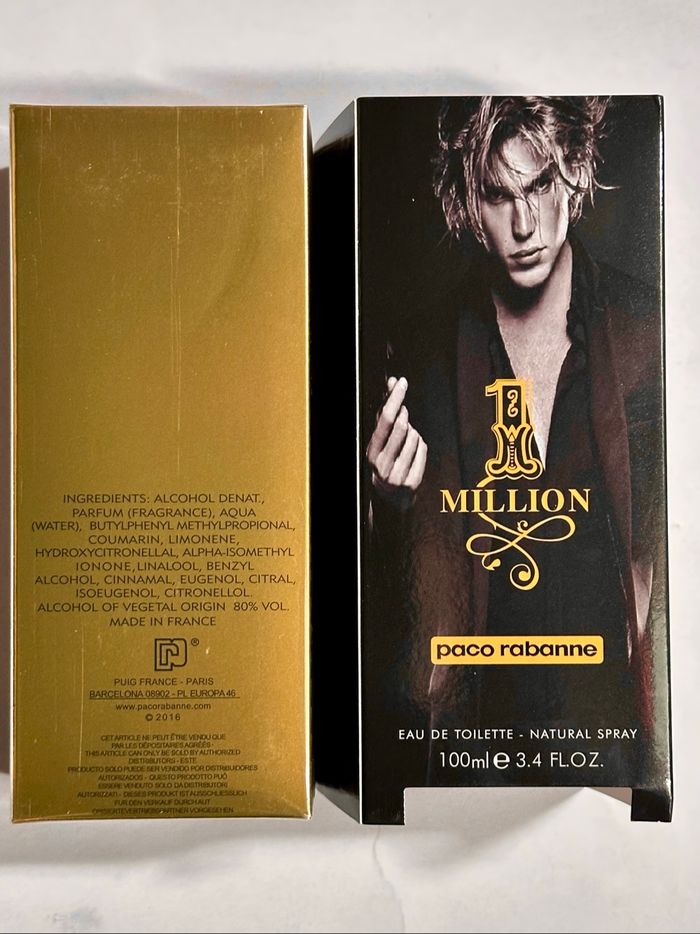 INGREDIENTS: ALCOHOL DENAT.,
PARFUM (FRAGRANCE), AQUA
(WATER), BUTYLPHENYL METHYLPROPIONAL,
COUMARIN, LIMONENE,
HYDROXYCITRONELLAL, ALPHA-ISOMETHYL
IONONE, LINALOOL, BENZYL
ALCOHOL, CINNAMAL, EUGENOL, CITRAL,
ISOEUGENOL, CITRONELLOL.
ALCOHOL OF VEGETAL ORIGIN 80% VOL.
MADE IN FRANCE
®
PUIG FRANCE - PARIS
BARCELONA 08902 - PL EUROPA 46
www.pacorabanne.com
© 2016
CET ARTICLE NE PEUT ÊTRE VENDU QUE
PAR LES DÉPOSITAIRES AGRÉÉS ·
THIS ARTICLE CAN ONLY BE SOLD BY AUTHORIZED
DISTRIBUTORS - ESTE
PRODUCTO SOLO PUEDE SER VENDIDO POR DISTRIBUIDORES
AUTORIZADOS - QUESTO PRODOTTO PUÓ
ESSERE VENDUTO SOLO DA DISTRIBUTORI
AUTORIZZATI - DIESES PRODUKT IST AUSSCHLIESSLICH
FUR DEN VERKAUF DURCH AUT
VERTRIEBSPARTNER VORGESEHEN
1
MILLION
paco rabanne
EAU DE TOILETTE - NATURAL SPRAY
100ml e 3.4 FL.OZ.